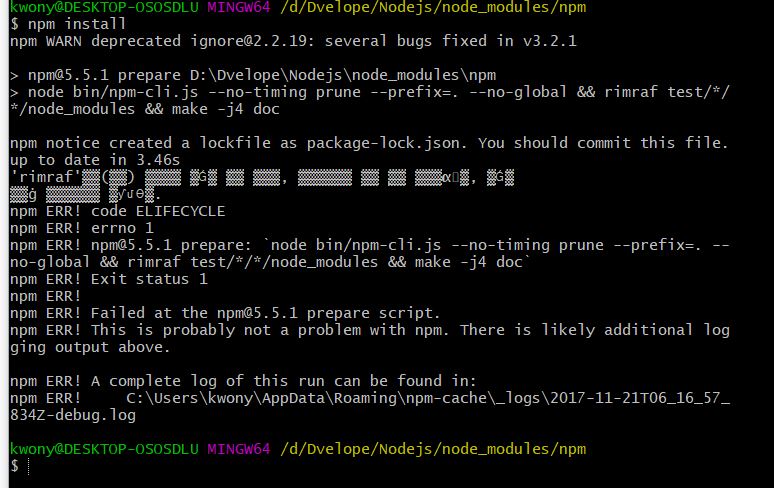 kwony@DESKTOP-OSOSDLU MINGW64 /d/Dvelope/Nodejs/node_modules/npm
$ npm install
npm WARN deprecated ignore@2.2.19: several bugs fixed in v3.2.1
> npm@5.5.1 prepare D:\Dvelope\Nodejs\node_modules\npm
> node bin/npm-cli.js --no-timing prune --prefix=. --no-global && rimraf test/*/
*/node_modules && make -j4 doc
npm notice created a lockfile as package-lock.json. You should commit this file.
up to date in 3.46s
'rimraf'
npm ERR! code ELIFECYCLE
npm ERR! errno 1
npm ERR! npm@5.5.1 prepare: `node bin/npm-cli.js --no-timing prune --prefix=. --
no-global && rimraf test/*/*/node_modules && make -j4 doc`
npm ERR! Exit status 1
npm ERR!
npm ERR! Failed at the npm@5.5.1 prepare script.
npm ERR! This is probably not a problem with npm. There is likely additional log
ging output above.
npm ERR! A complete log of this run can be found in:
npm ERR!     C:\Users\kwony\AppData\Roaming\npm-cache\_logs\2017-11-21T06_16_57_
834Z-debug.log
kwony@DESKTOP-OSOSDLU MINGW64 /d/Dvelope/Nodejs/node_modules/npm
$